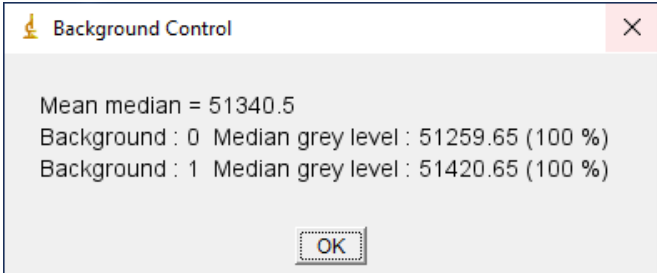 Background Control
Mean median = 51340.5
Background : 0  Median grey level : 51259.65 (100 %)
Background : 1  Median grey level : 51420.65 (100 %)
OK